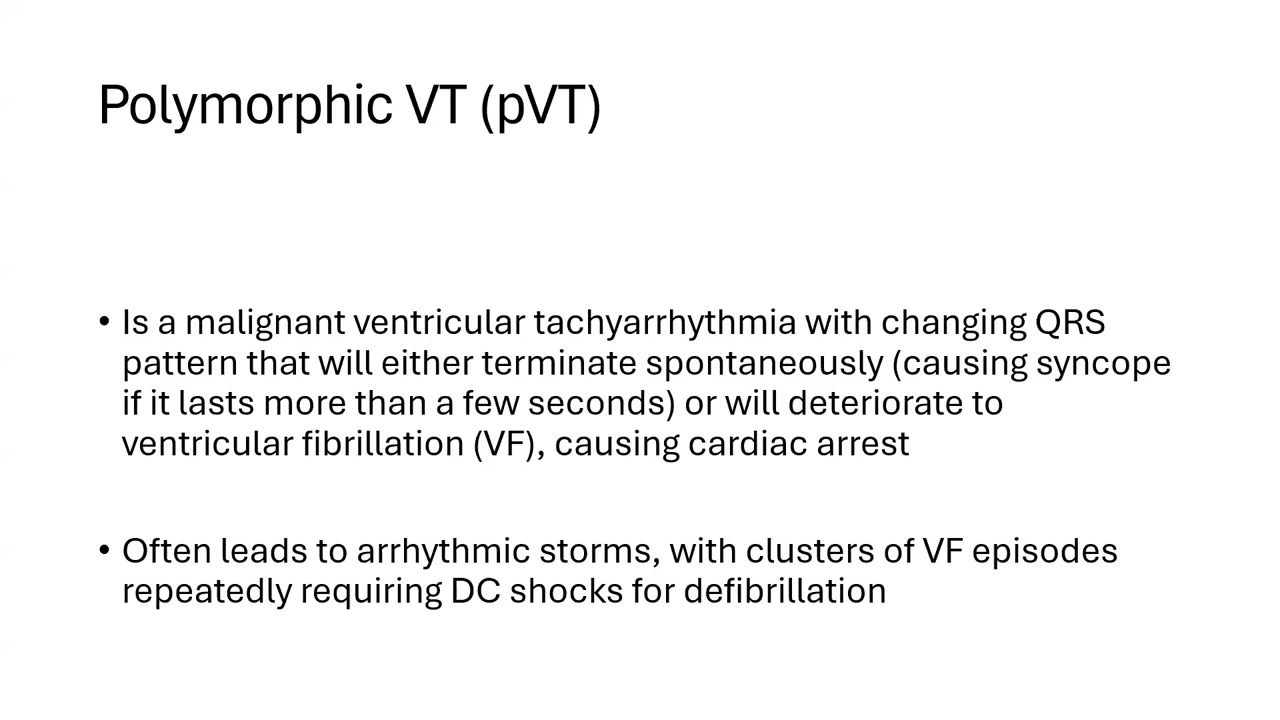 Polymorphic VT (pVT)
• Is a malignant ventricular tachyarrhythmia with changing QRS
pattern that will either terminate spontaneously (causing syncope
if it lasts more than a few seconds) or will deteriorate to
ventricular fibrillation (VF), causing cardiac arrest
• Often leads to arrhythmic storms, with clusters of VF episodes
repeatedly requiring DC shocks for defibrillation